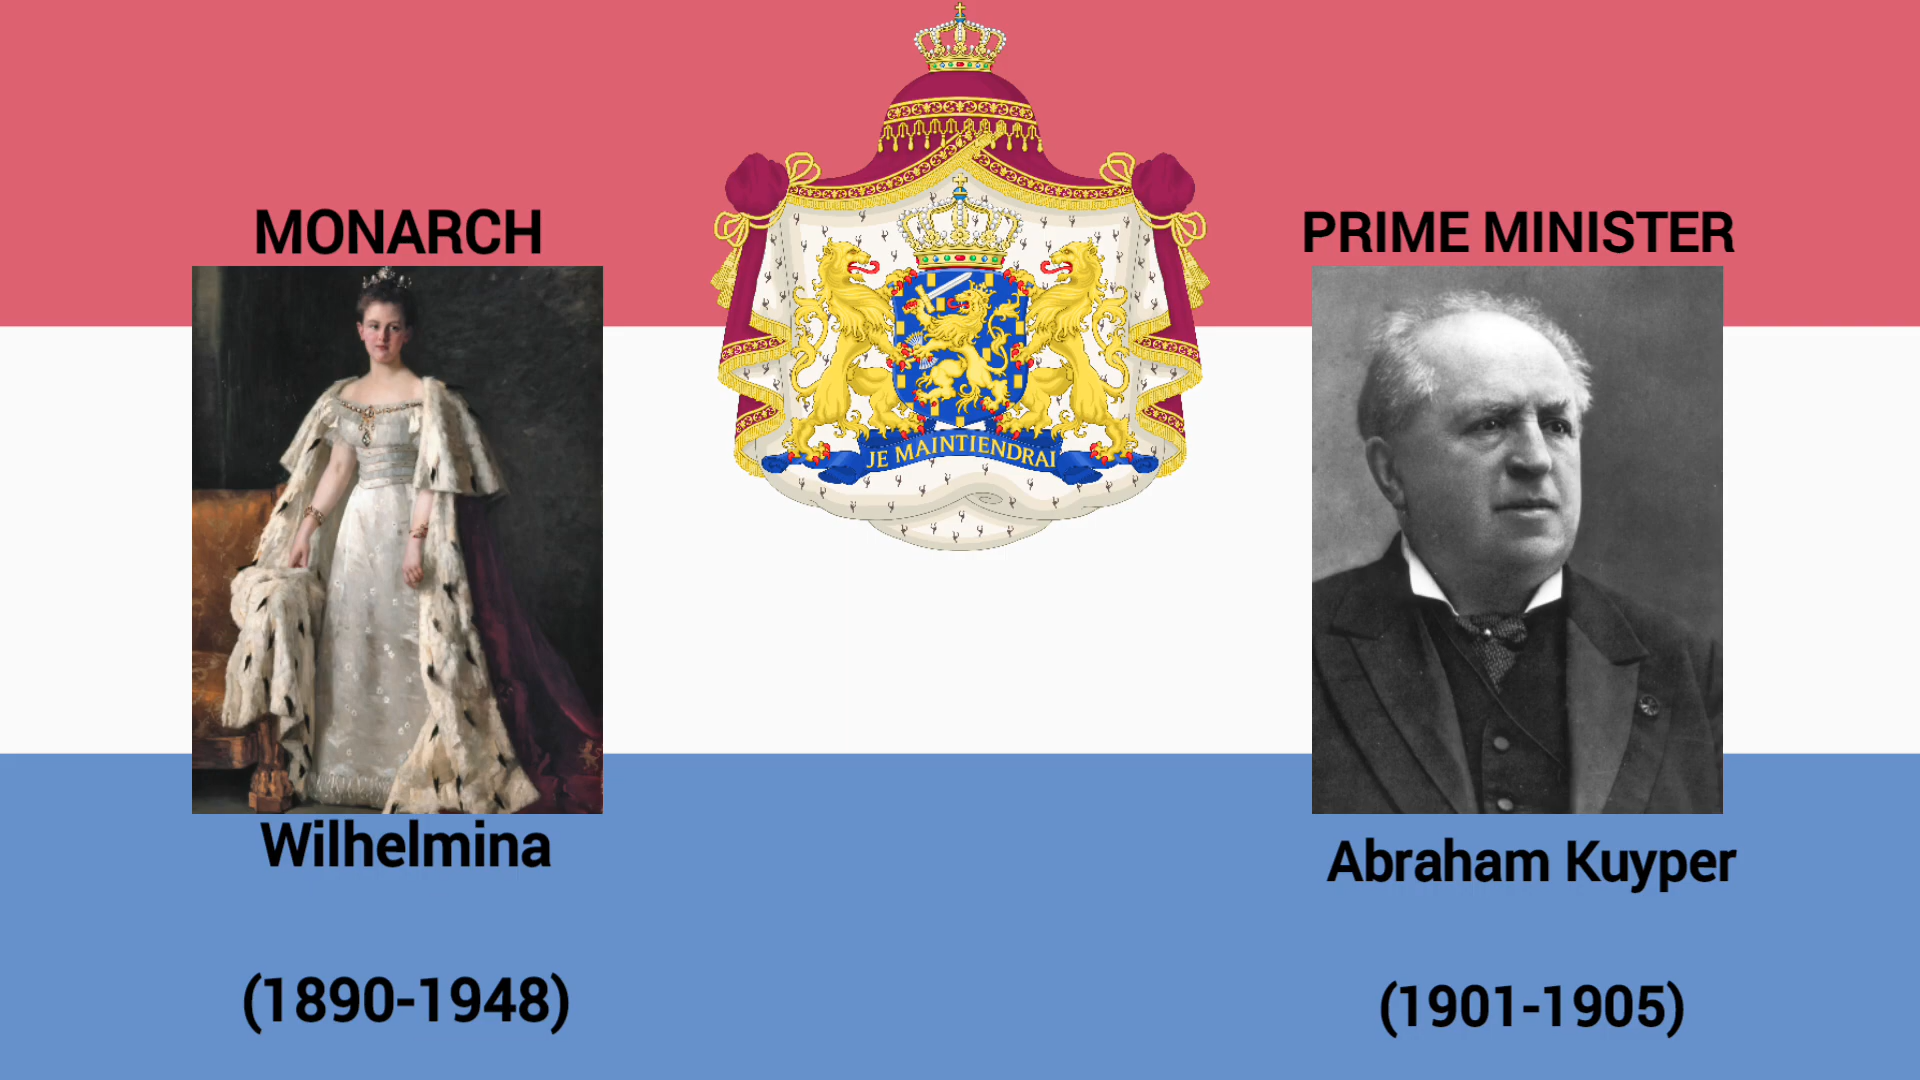 MONARCH
PRIME MINISTER
JE MAINTIENDRAI
Wilhelmina
Abraham Kuyper
(1890-1948)
(1901-1905)